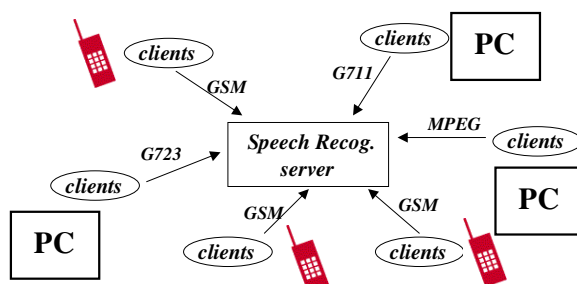 clients
GSM
clients
PC
G711
Speech Recog.
server
MPEG
clients
PC
G723
clients
PC
GSM
clients
GSM
clients